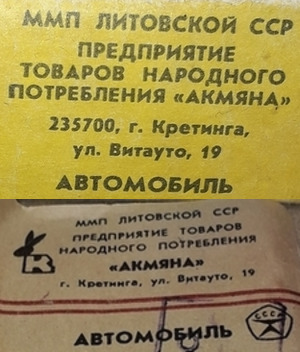 ММП ЛИТОВСКОЙ ССР
ПРЕДПРИЯТИЕ
ТОВАРОВ НАРОДНОГО
ПОТРЕБЛЕНИЯ «АКМЯНА»
235700, г. Кретинга,
ул. Витауто, 19
АВТОМОБИЛЬ
ММП ЛИТОВСКОЙ ССР
ПРЕДПРИЯТИЕ ТОВАРОВ
НАРОДНОГО ПОТРЕБЛЕНИЯ
«АКМЯНА»
г. Кретинга, ул. Витауто, 19
АВТОМОБИЛЬ
СССР